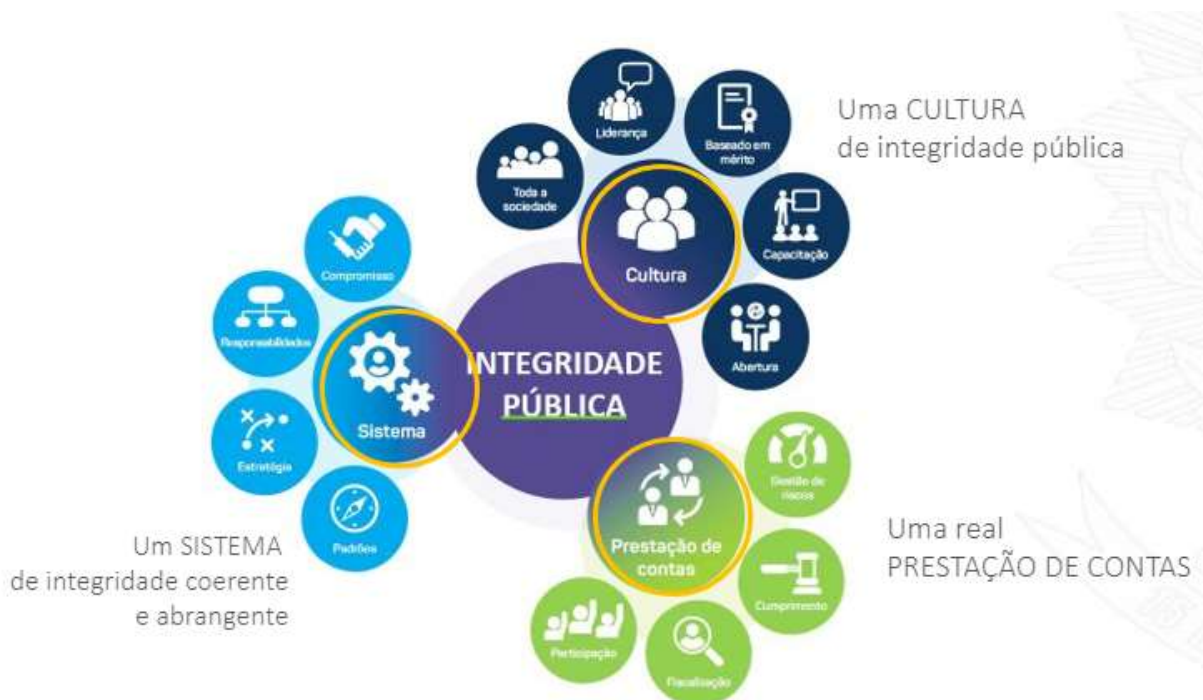 Uma CULTURA
de integridade pública
Liderança
Baseado em
mérito
Toda a
sociedade
Capacitação
Cultura
Abertura
Compromisso
Responsabilidades
Estratégia
Padrões
Sistema
INTEGRIDADE
PÚBLICA
Um SISTEMA
de integridade coerente
e abrangente
Gestão de
riscos
Prestação de
contas
Cumprimento
Participação
Fiscalização
Uma real
PRESTAÇÃO DE CONTAS